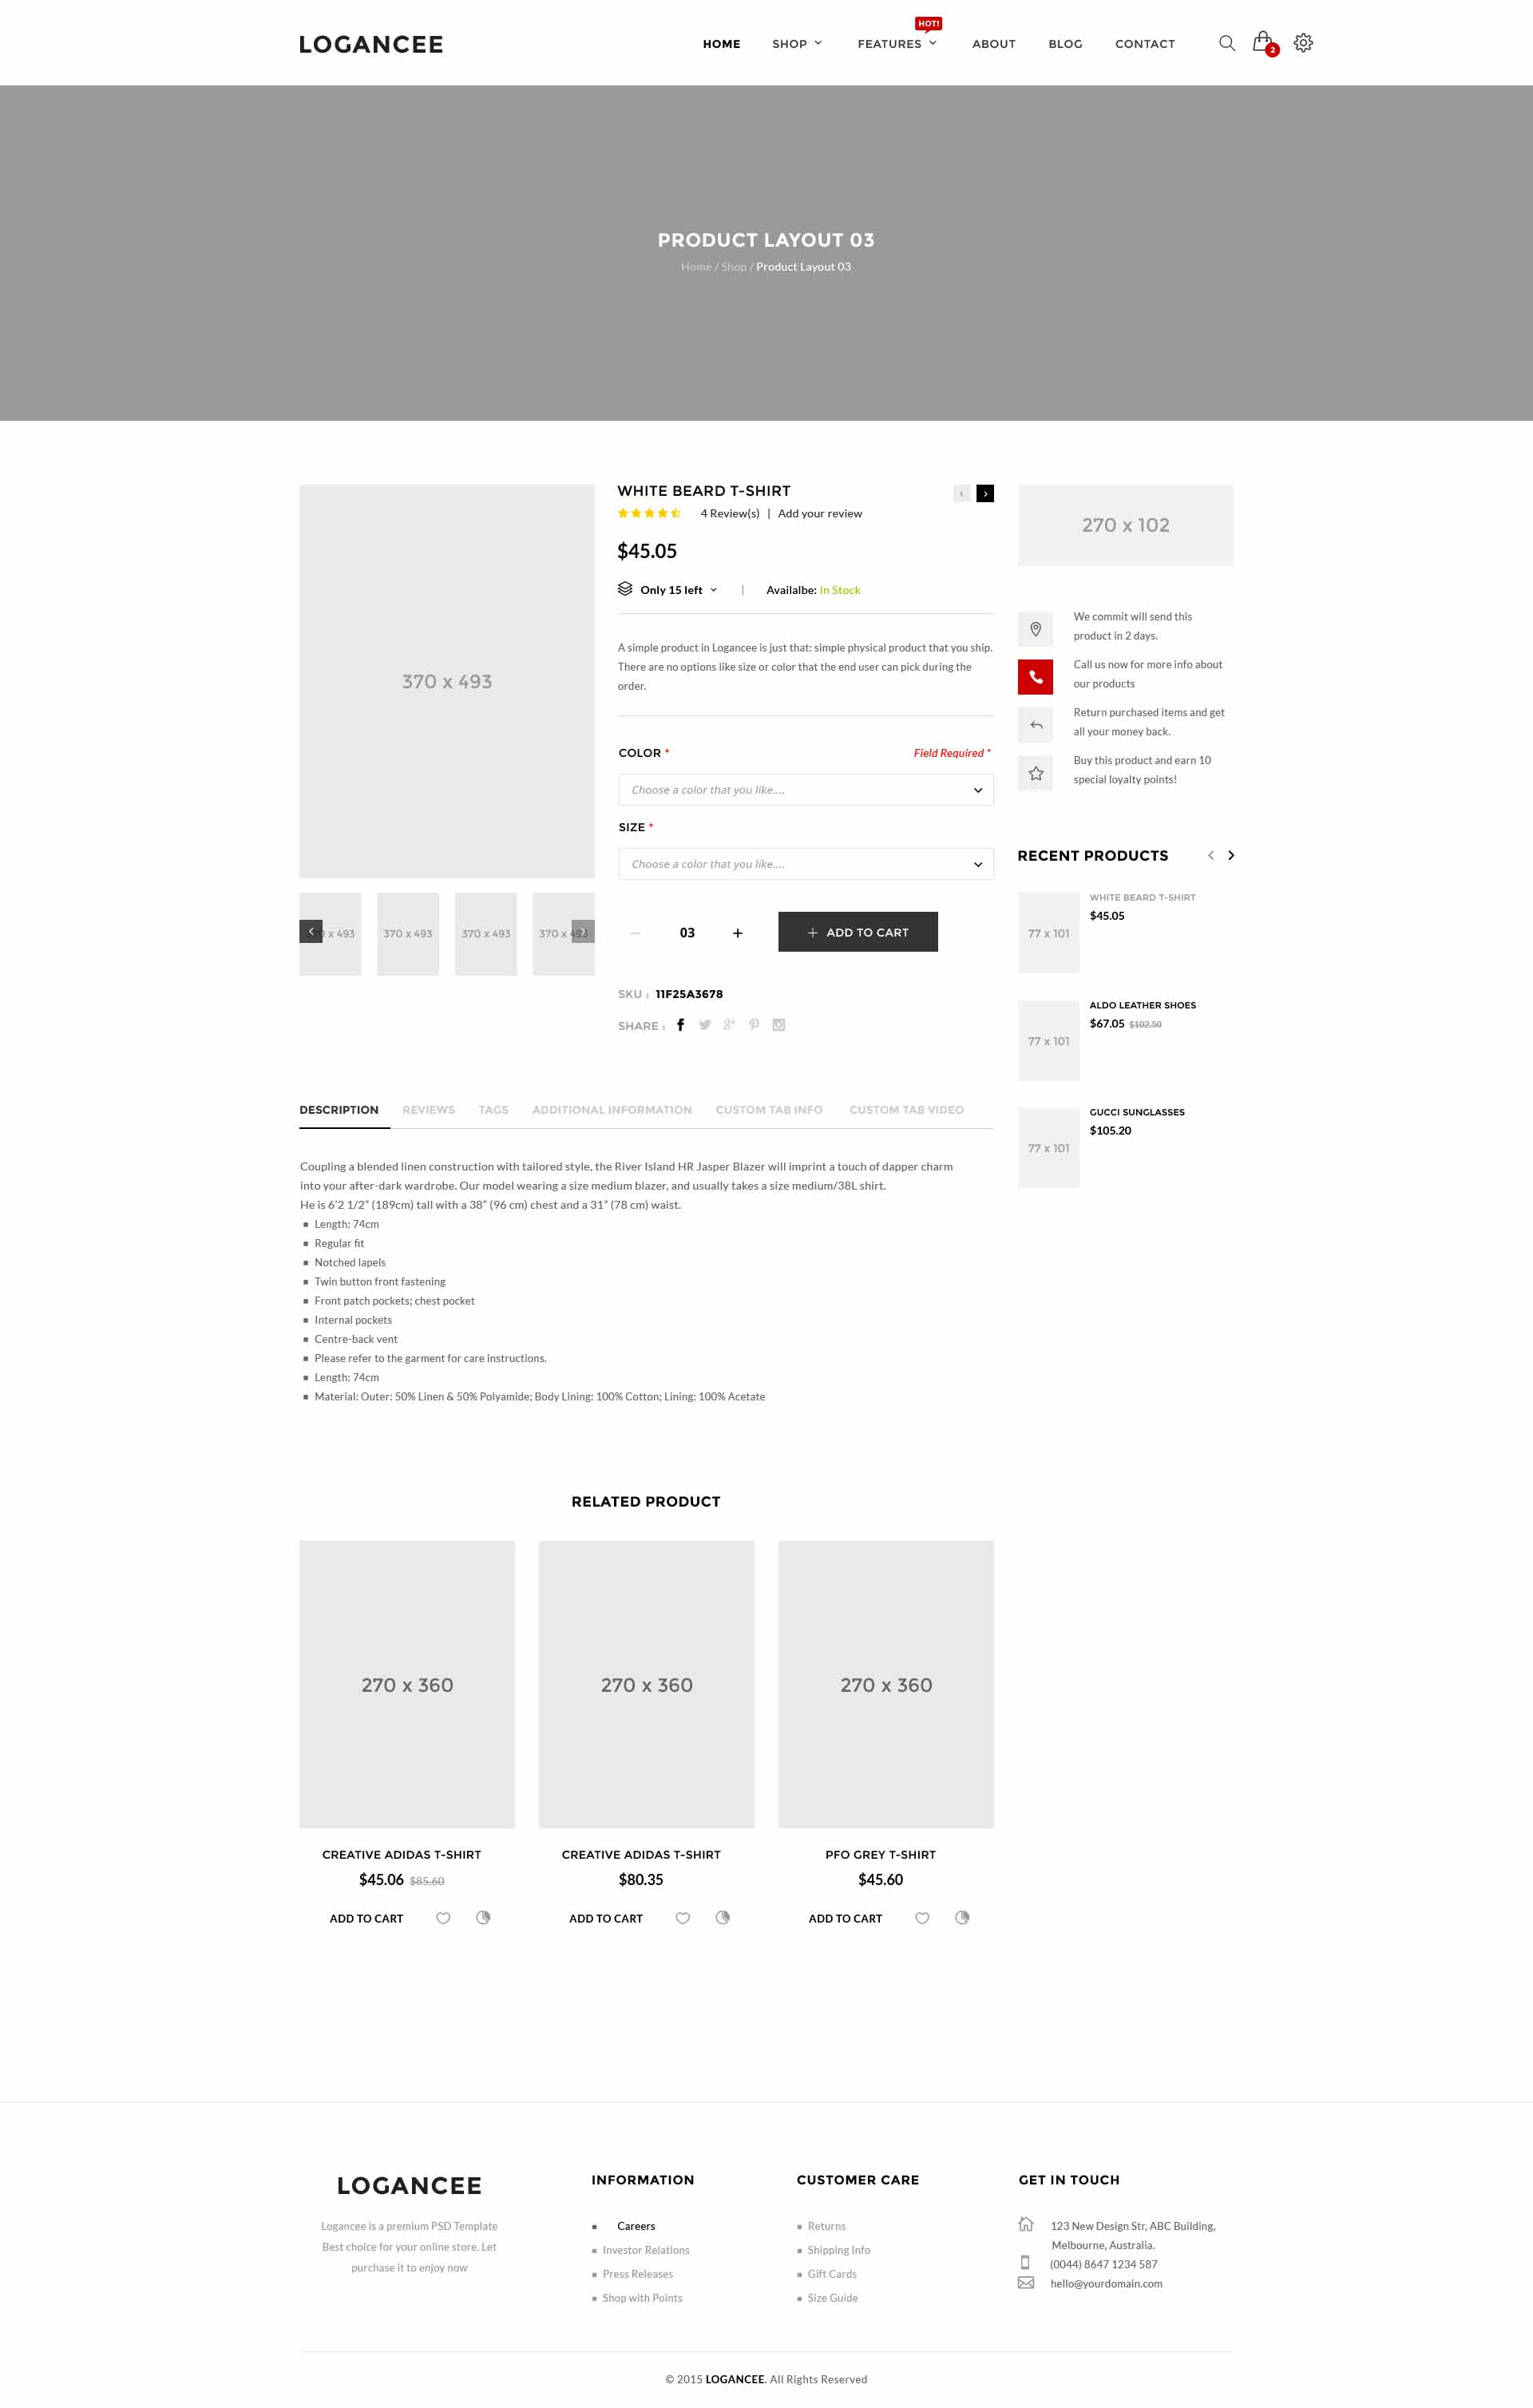 LOGANCEE
HOME SHOP FEATURES HOT! ABOUT BLOG CONTACT 2
PRODUCT LAYOUT 03
Home / Shop / Product Layout 03
370 x 493
370 x 493 370 x 493 370 x 493 370 x 493
WHITE BEARD T-SHIRT
4 Review(s) | Add your review
$45.05
Only 15 left | Availalbe: In Stock
A simple product in Logancee is just that: simple physical product that you ship.
There are no options like size or color that the end user can pick during the
order.
COLOR * Field Required *
Choose a color that you like....
SIZE *
Choose a color that you like....
03 ADD TO CART
SKU : 11F25A3678
SHARE :
270 x 102
We commit will send this
product in 2 days.
Call us now for more info about
our products
Return purchased items and get
all your money back.
Buy this product and earn 10
special loyalty points!
RECENT PRODUCTS
77 x 101
WHITE BEARD T-SHIRT
$45.05
77 x 101
ALDO LEATHER SHOES
$67.05 $102.50
77 x 101
GUCCI SUNGLASSES
$105.20
DESCRIPTION REVIEWS TAGS ADDITIONAL INFORMATION CUSTOM TAB INFO CUSTOM TAB VIDEO
Coupling a blended linen construction with tailored style, the River Island HR Jasper Blazer will imprint a touch of dapper charm
into your after-dark wardrobe. Our model wearing a size medium blazer, and usually takes a size medium/38L shirt.
He is 6’2 1/2” (189cm) tall with a 38” (96 cm) chest and a 31” (78 cm) waist.
Length: 74cm
Regular fit
Notched lapels
Twin button front fastening
Front patch pockets; chest pocket
Internal pockets
Centre-back vent
Please refer to the garment for care instructions.
Length: 74cm
Material: Outer: 50% Linen & 50% Polyamide; Body Lining: 100% Cotton; Lining: 100% Acetate
RELATED PRODUCT
270 x 360 270 x 360 270 x 360
CREATIVE ADIDAS T-SHIRT CREATIVE ADIDAS T-SHIRT PFO GREY T-SHIRT
$45.06 $85.60 $80.35 $45.60
ADD TO CART ADD TO CART ADD TO CART
LOGANCEE
Logancee is a premium PSD Template
Best choice for your online store. Let
purchase it to enjoy now
INFORMATION
Careers
Investor Relations
Press Releases
Shop with Points
CUSTOMER CARE
Returns
Shipping Info
Gift Cards
Size Guide
GET IN TOUCH
123 New Design Str, ABC Building,
Melbourne, Australia.
(0044) 8647 1234 587
hello@yourdomain.com
© 2015 LOGANCEE. All Rights Reserved